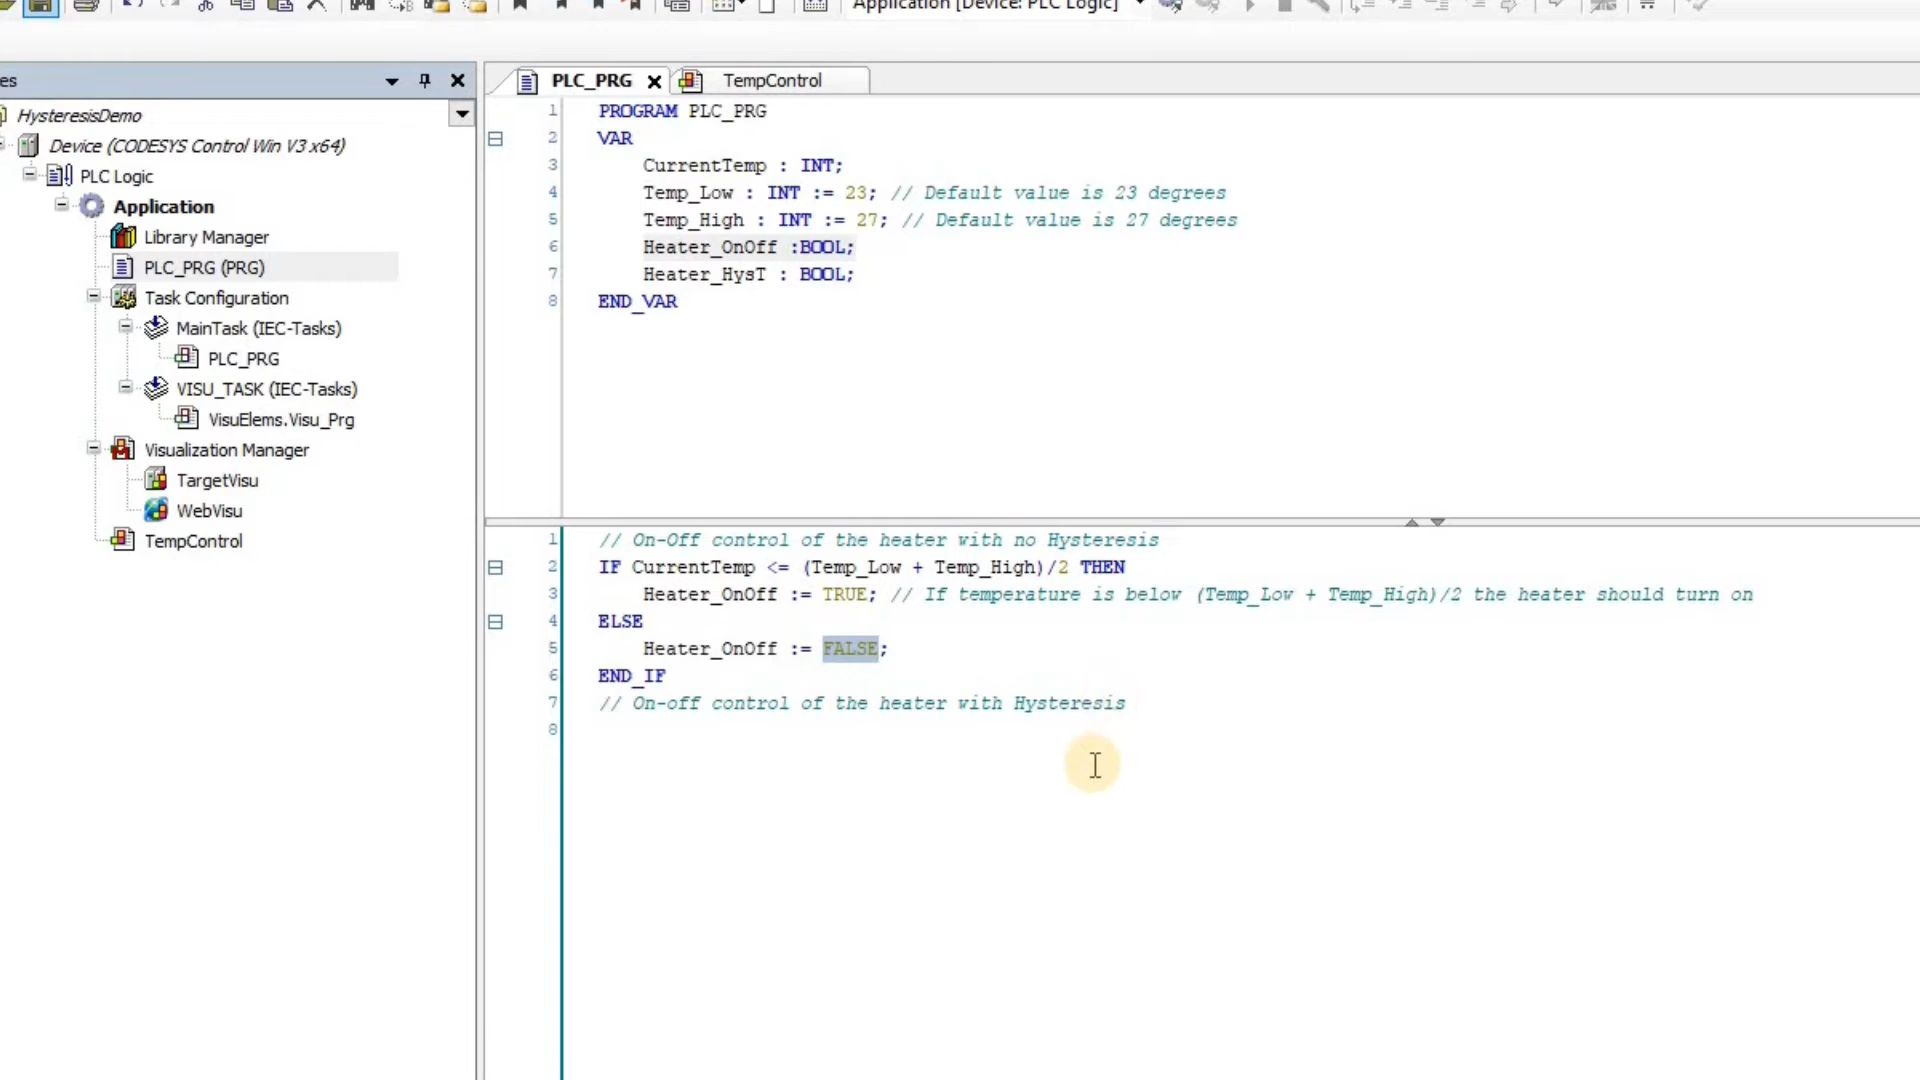 Application [Device: PLC Logic]
es
HysteresisDemo
Device (CODESYS Control Win V3 x64)
PLC Logic
Application
Library Manager
PLC_PRG (PRG)
Task Configuration
MainTask (IEC-Tasks)
PLC_PRG
VISU_TASK (IEC-Tasks)
VisuElems.Visu_Prg
Visualization Manager
TargetVisu
WebVisu
TempControl
PLC_PRG
TempControl
1 PROGRAM PLC_PRG
2 VAR
3 CurrentTemp : INT;
4 Temp_Low : INT := 23; // Default value is 23 degrees
5 Temp_High : INT := 27; // Default value is 27 degrees
6 Heater_OnOff :BOOL;
7 Heater_HysT : BOOL;
8 END_VAR
1 // On-Off control of the heater with no Hysteresis
2 IF CurrentTemp <= (Temp_Low + Temp_High)/2 THEN
3 Heater_OnOff := TRUE; // If temperature is below (Temp_Low + Temp_High)/2 the heater should turn on
4 ELSE
5 Heater_OnOff := FALSE;
6 END_IF
7 // On-off control of the heater with Hysteresis
8